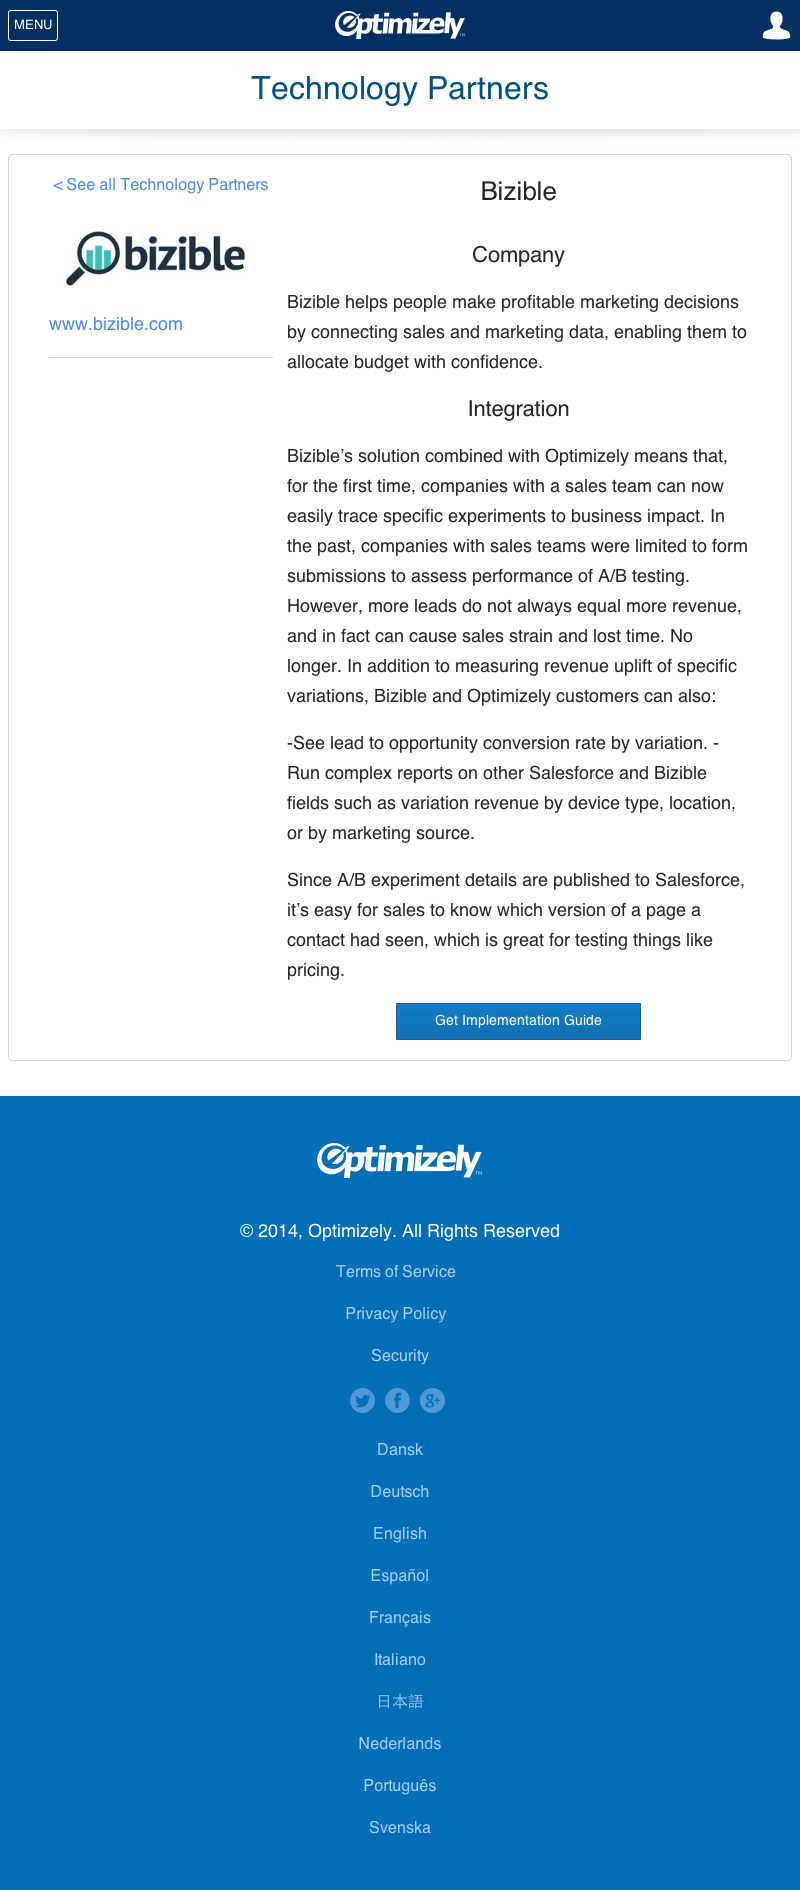 MENU
Optimizely
Technology Partners
< See all Technology Partners
bizible
www.bizible.com
Bizible
Company
Bizible helps people make profitable marketing decisions
by connecting sales and marketing data, enabling them to
allocate budget with confidence.
Integration
Bizible’s solution combined with Optimizely means that,
for the first time, companies with a sales team can now
easily trace specific experiments to business impact. In
the past, companies with sales teams were limited to form
submissions to assess performance of A/B testing.
However, more leads do not always equal more revenue,
and in fact can cause sales strain and lost time. No
longer. In addition to measuring revenue uplift of specific
variations, Bizible and Optimizely customers can also:
-See lead to opportunity conversion rate by variation. -
Run complex reports on other Salesforce and Bizible
fields such as variation revenue by device type, location,
or by marketing source.
Since A/B experiment details are published to Salesforce,
it’s easy for sales to know which version of a page a
contact had seen, which is great for testing things like
pricing.
Get Implementation Guide
Optimizely
© 2014, Optimizely. All Rights Reserved
Terms of Service
Privacy Policy
Security
Dansk
Deutsch
English
Español
Français
Italiano
日本語
Nederlands
Português
Svenska